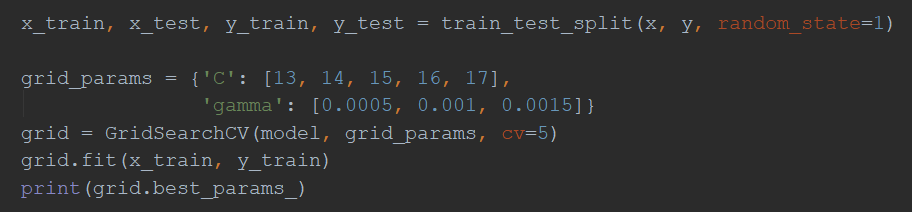 x_train, x_test, y_train, y_test = train_test_split(x, y, random_state=1)
grid_params = {'C': [13, 14, 15, 16, 17],
'gamma': [0.0005, 0.001, 0.0015]}
grid = GridSearchCV(model, grid_params, cv=5)
grid.fit(x_train, y_train)
print(grid.best_params_)